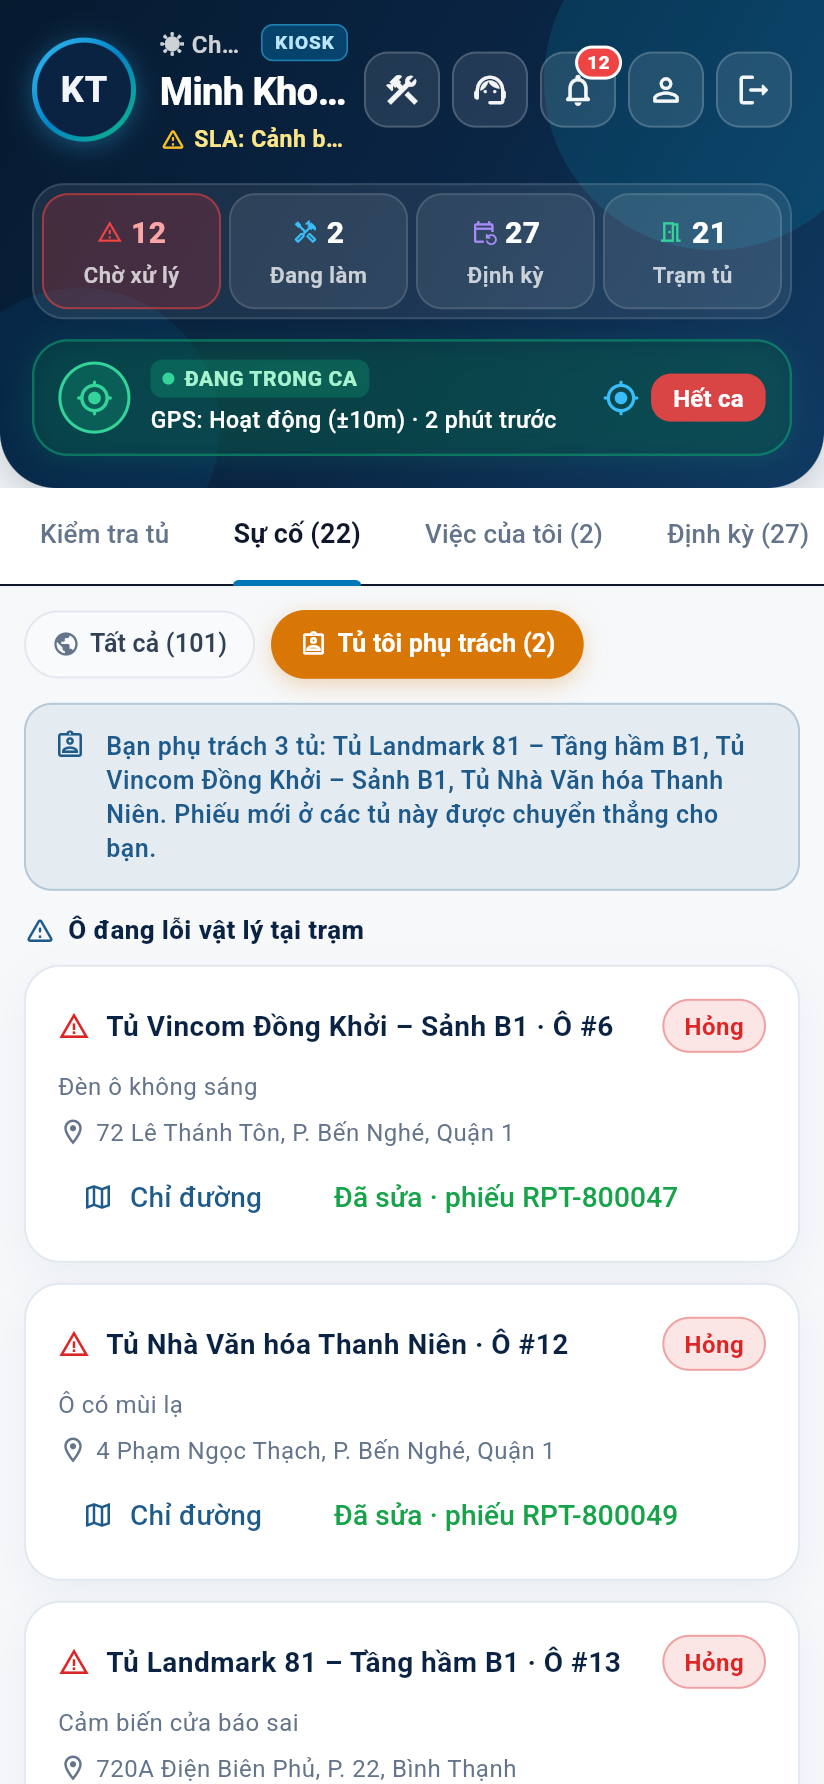 KT
Ch...
KIOSK
Minh Kho...
SLA: Cảnh b...
12
12
Chờ xử lý
2
Đang làm
27
Định kỳ
21
Trạm tủ
ĐANG TRONG CA
GPS: Hoạt động (±10m) · 2 phút trước
Hết ca
Kiểm tra tủ
Sự cố (22)
Việc của tôi (2)
Định kỳ (27)
Tất cả (101)
Tủ tôi phụ trách (2)
Bạn phụ trách 3 tủ: Tủ Landmark 81 – Tầng hầm B1, Tủ
Vincom Đồng Khởi – Sảnh B1, Tủ Nhà Văn hóa Thanh
Niên. Phiếu mới ở các tủ này được chuyển thẳng cho
bạn.
Ô đang lỗi vật lý tại trạm
Tủ Vincom Đồng Khởi – Sảnh B1 · Ô #6
Hỏng
Đèn ô không sáng
72 Lê Thánh Tôn, P. Bến Nghé, Quận 1
Chỉ đường
Đã sửa · phiếu RPT-800047
Tủ Nhà Văn hóa Thanh Niên · Ô #12
Hỏng
Ô có mùi lạ
4 Phạm Ngọc Thạch, P. Bến Nghé, Quận 1
Chỉ đường
Đã sửa · phiếu RPT-800049
Tủ Landmark 81 – Tầng hầm B1 · Ô #13
Hỏng
Cảm biến cửa báo sai
720A Điện Biên Phủ, P. 22, Bình Thạnh